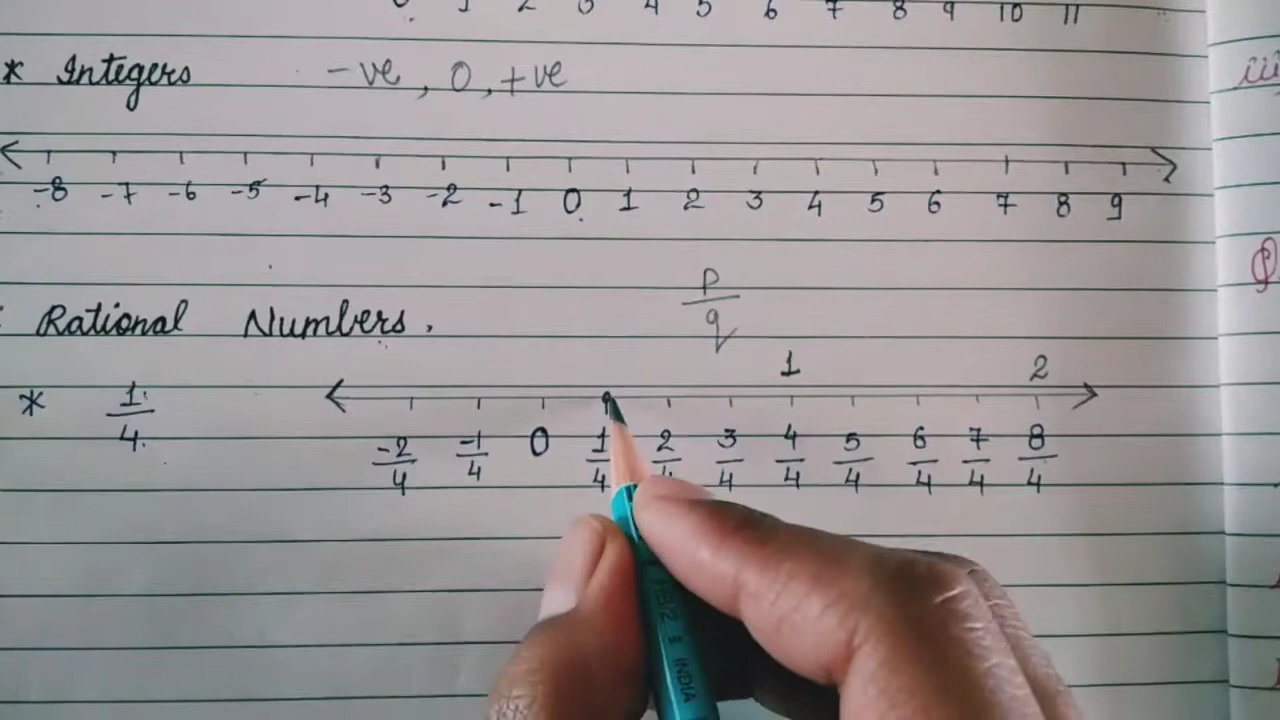 1 2 3 4 5 6 7 8 9 10 11
* Integers -ve, 0, +ve
-8 -7 -6 -5 -4 -3 -2 -1 0 1 2 3 4 5 6 7 8 9
p/q
Rational Numbers.
1 2
* 1/4
-2/4 -1/4 0 1/4 2/4 3/4 4/4 5/4 6/4 7/4 8/4
INDIA